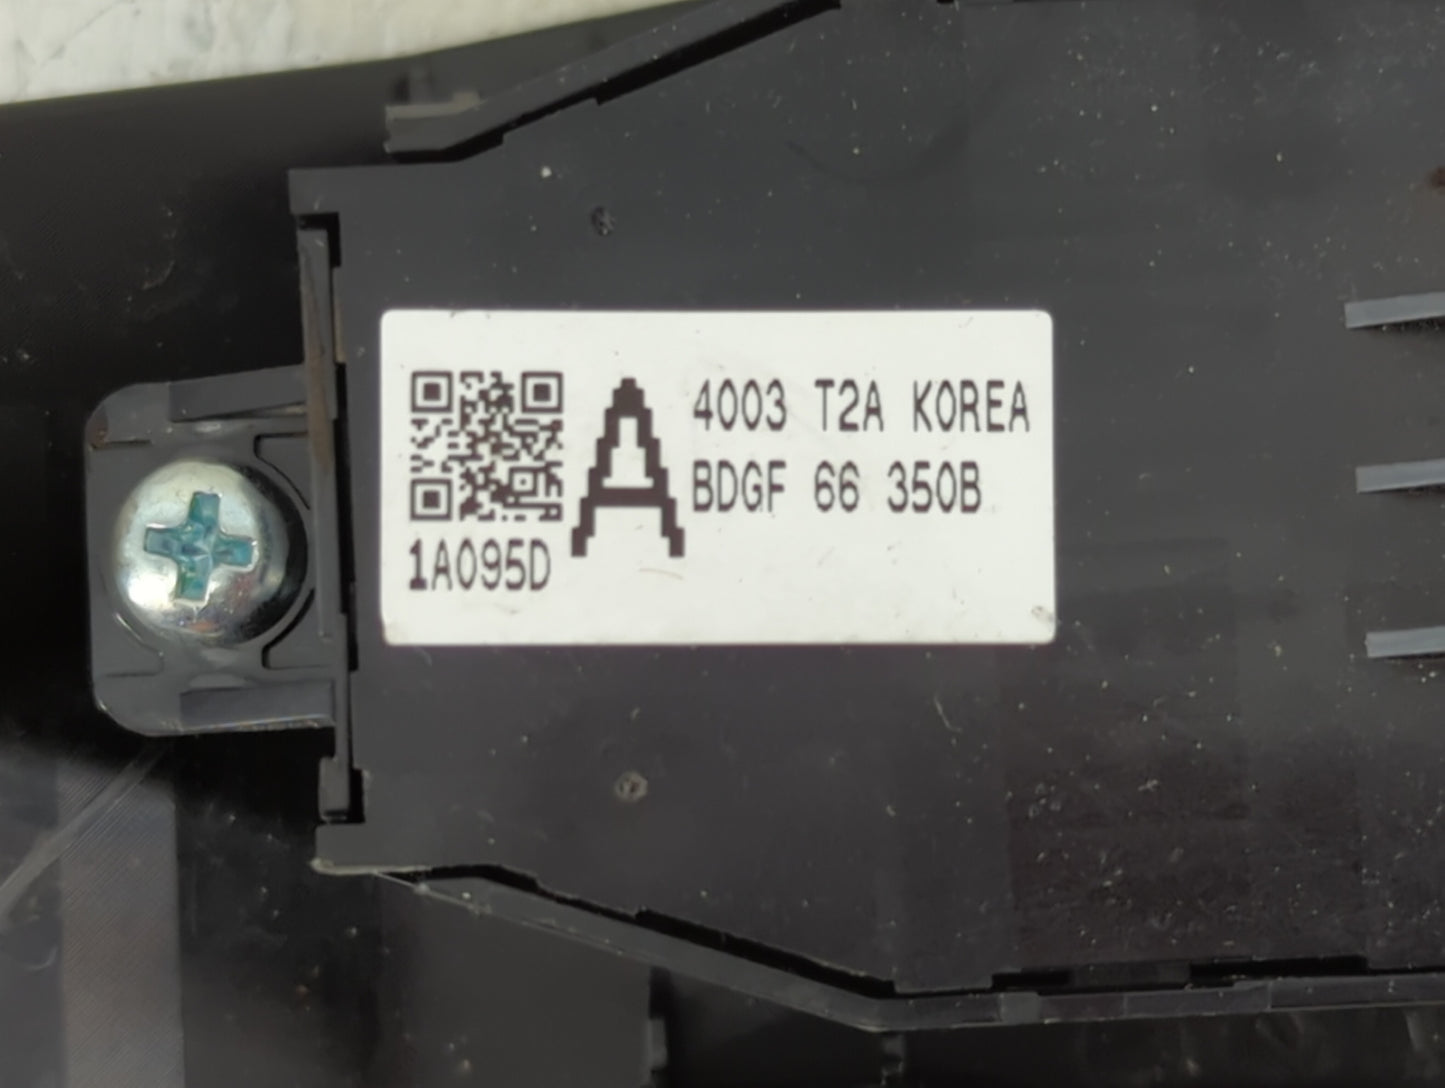 A
4003 T2A KOREA
BDGF 66 350B
1A095D